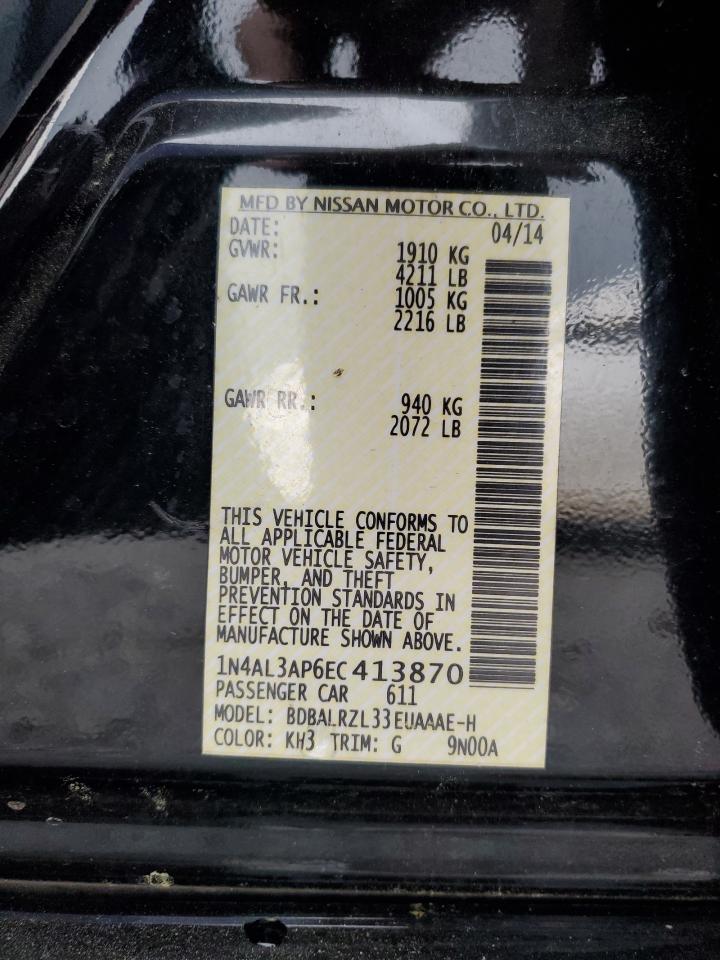 MFD BY NISSAN MOTOR CO., LTD.
DATE: 04/14
GVWR: 1910 KG
4211 LB
GAWR FR.: 1005 KG
2216 LB
GAWR RR.: 940 KG
2072 LB
THIS VEHICLE CONFORMS TO
ALL APPLICABLE FEDERAL
MOTOR VEHICLE SAFETY,
BUMPER, AND THEFT
PREVENTION STANDARDS IN
EFFECT ON THE DATE OF
MANUFACTURE SHOWN ABOVE.
1N4AL3AP6EC413870
PASSENGER CAR 611
MODEL: BDBALRZL33EUAAAE-H
COLOR: KH3 TRIM: G 9N00A